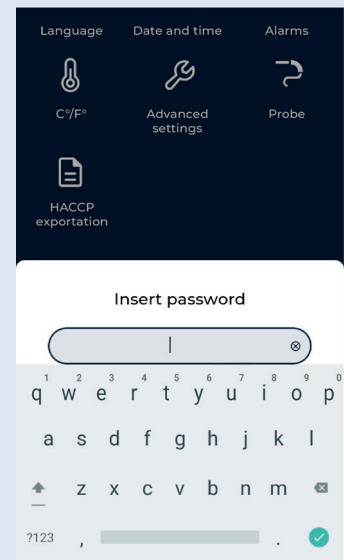 Language Date and time Alarms
C°/F° Advanced settings Probe
HACCP exportation
Insert password
1 2 3 4 5 6 7 8 9 0
q w e r t y u i o p
a s d f g h j k l
z x c v b n m
?123 , .